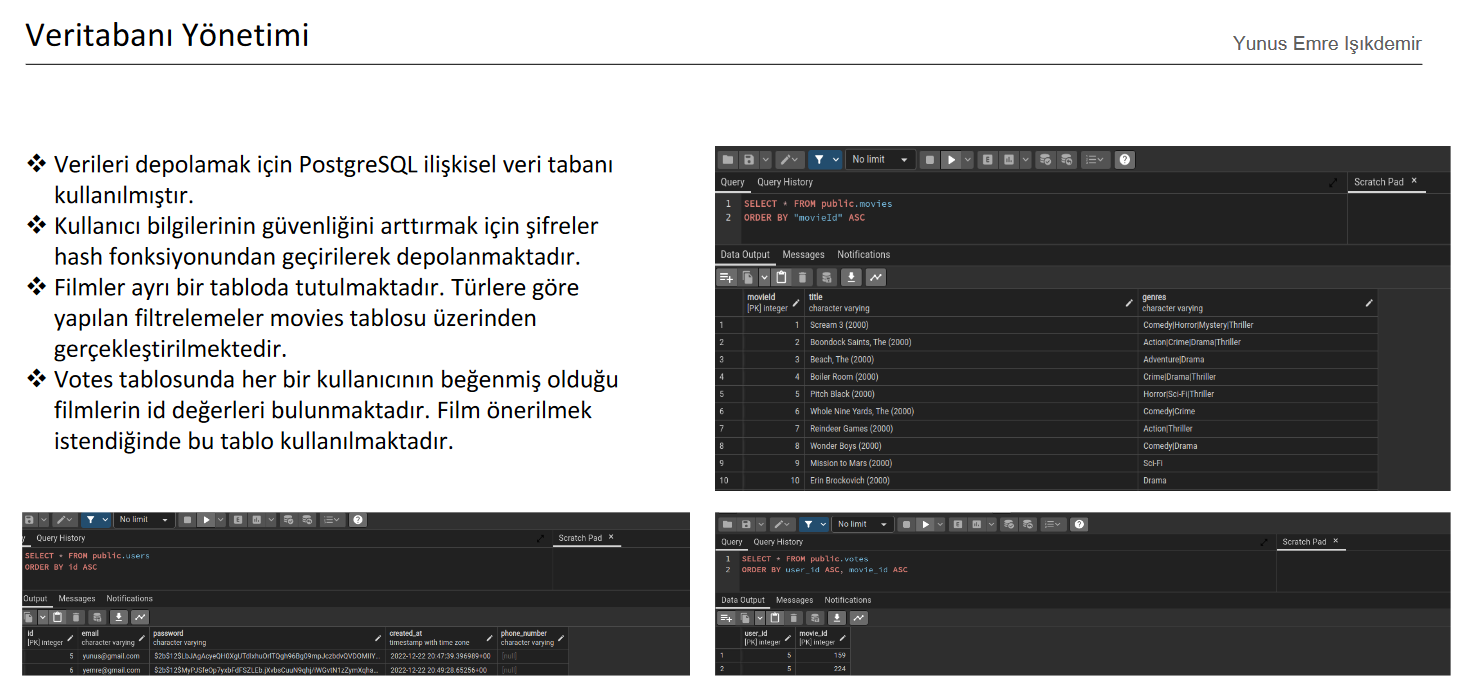 Veritabanı Yönetimi
Yunus Emre Işıkdemir
❖ Verileri depolamak için PostgreSQL ilişkisel veri tabanı
kullanılmıştır.
❖ Kullanıcı bilgilerinin güvenliğini arttırmak için şifreler
hash fonksiyonundan geçirilerek depolanmaktadır.
❖ Filmler ayrı bir tabloda tutulmaktadır. Türlere göre
yapılan filtrelemeler movies tablosu üzerinden
gerçekleştirilmektedir.
❖ Votes tablosunda her bir kullanıcının beğenmiş olduğu
filmlerin id değerleri bulunmaktadır. Film önerilmek
istendiğinde bu tablo kullanılmaktadır.
No limit
Query Query History Scratch Pad ×
1 SELECT * FROM public.movies
2 ORDER BY "movieId" ASC
Data Output Messages Notifications
movieId title genres
[PK] integer character varying character varying
1 1 Scream 3 (2000) Comedy|Horror|Mystery|Thriller
2 2 Boondock Saints, The (2000) Action|Crime|Drama|Thriller
3 3 Beach, The (2000) Adventure|Drama
4 4 Boiler Room (2000) Crime|Drama|Thriller
5 5 Pitch Black (2000) Horror|Sci-Fi|Thriller
6 6 Whole Nine Yards, The (2000) Comedy|Crime
7 7 Reindeer Games (2000) Action|Thriller
8 8 Wonder Boys (2000) Comedy|Drama
9 9 Mission to Mars (2000) Sci-Fi
10 10 Erin Brockovich (2000) Drama
No limit
y Query History Scratch Pad ×
SELECT * FROM public.users
ORDER BY id ASC
Output Messages Notifications
id email password created_at phone_number
[PK] integer character varying character varying timestamp with time zone character varying
5 yunus@gmail.com 2022-12-22 20:47:39.396989+00 [null]
6 yemre@gmail.com 2022-12-22 20:49:28.65256+00 [null]
No limit
Query Query History Scratch Pad ×
1 SELECT * FROM public.votes
2 ORDER BY user_id ASC, movie_id ASC
Data Output Messages Notifications
user_id movie_id
[PK] integer [PK] integer
1 5 159
2 5 224